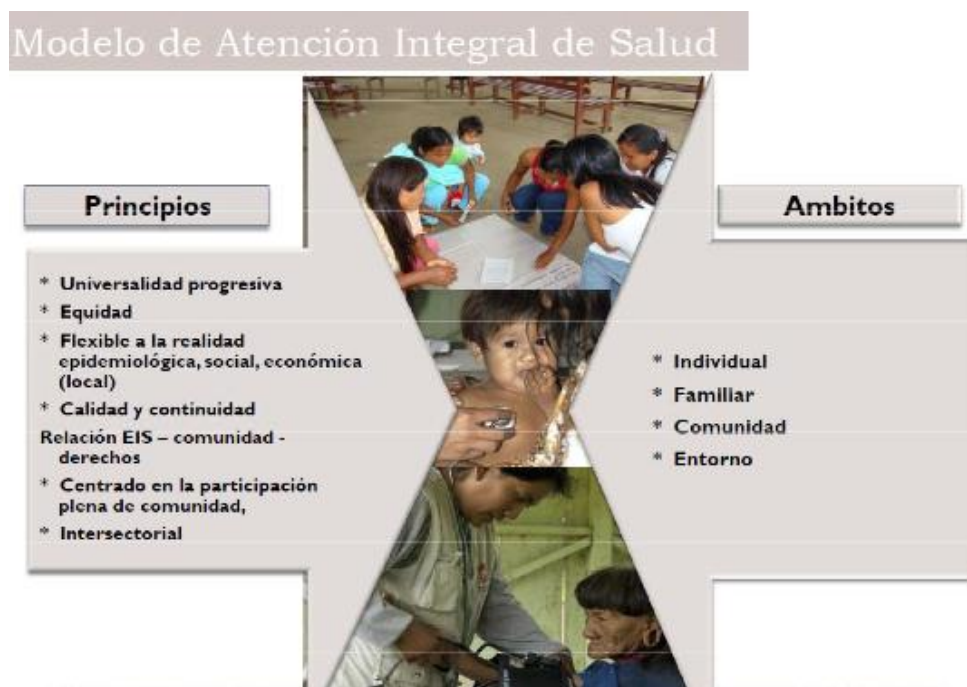 Modelo de Atención Integral de Salud
Principios
* Universalidad progresiva
* Equidad
* Flexible a la realidad
epidemiológica, social, económica
(local)
* Calidad y continuidad
Relación EIS – comunidad -
derechos
* Centrado en la participación
plena de comunidad,
* Intersectorial
Ambitos
* Individual
* Familiar
* Comunidad
* Entorno